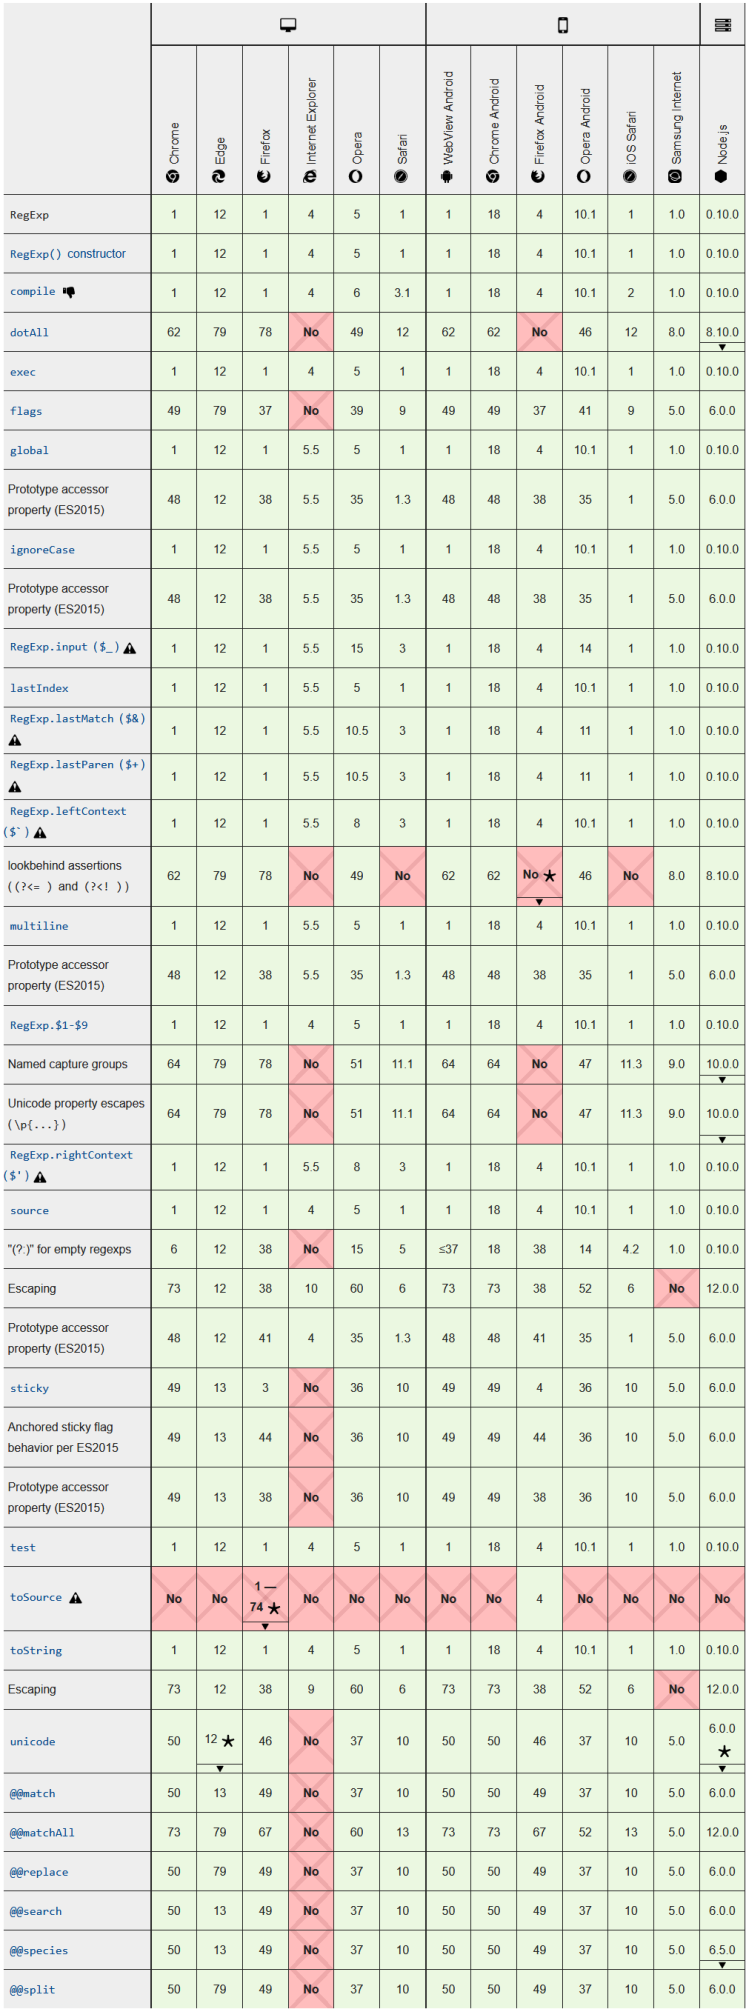 Chrome Edge Firefox Internet Explorer Opera Safari WebView Android Chrome Android Firefox Android Opera Android iOS Safari Samsung Internet Node.js
RegExp 1 12 1 4 5 1 1 18 4 10.1 1 1.0 0.10.0
RegExp() constructor 1 12 1 4 5 1 1 18 4 10.1 1 1.0 0.10.0
compile 1 12 1 4 6 3.1 1 18 4 10.1 2 1.0 0.10.0
dotAll 62 79 78 No 49 12 62 62 No 46 12 8.0 8.10.0
exec 1 12 1 4 5 1 1 18 4 10.1 1 1.0 0.10.0
flags 49 79 37 No 39 9 49 49 37 41 9 5.0 6.0.0
global 1 12 1 5.5 5 1 1 18 4 10.1 1 1.0 0.10.0
Prototype accessor
property (ES2015) 48 12 38 5.5 35 1.3 48 48 38 35 1 5.0 6.0.0
ignoreCase 1 12 1 5.5 5 1 1 18 4 10.1 1 1.0 0.10.0
Prototype accessor
property (ES2015) 48 12 38 5.5 35 1.3 48 48 38 35 1 5.0 6.0.0
RegExp.input ($_) 1 12 1 5.5 15 3 1 18 4 14 1 1.0 0.10.0
lastIndex 1 12 1 5.5 5 1 1 18 4 10.1 1 1.0 0.10.0
RegExp.lastMatch ($&) 1 12 1 5.5 10.5 3 1 18 4 11 1 1.0 0.10.0
RegExp.lastParen ($+) 1 12 1 5.5 10.5 3 1 18 4 11 1 1.0 0.10.0
RegExp.leftContext
($`) 1 12 1 5.5 8 3 1 18 4 10.1 1 1.0 0.10.0
lookbehind assertions
((?<= ) and (?<! )) 62 79 78 No 49 No 62 62 No ★ 46 No 8.0 8.10.0
multiline 1 12 1 5.5 5 1 1 18 4 10.1 1 1.0 0.10.0
Prototype accessor
property (ES2015) 48 12 38 5.5 35 1.3 48 48 38 35 1 5.0 6.0.0
RegExp.$1-$9 1 12 1 4 5 1 1 18 4 10.1 1 1.0 0.10.0
Named capture groups 64 79 78 No 51 11.1 64 64 No 47 11.3 9.0 10.0.0
Unicode property escapes
(\p{...}) 64 79 78 No 51 11.1 64 64 No 47 11.3 9.0 10.0.0
RegExp.rightContext
($') 1 12 1 5.5 8 3 1 18 4 10.1 1 1.0 0.10.0
source 1 12 1 4 5 1 1 18 4 10.1 1 1.0 0.10.0
"(?:)" for empty regexps 6 12 38 No 15 5 ≤37 18 38 14 4.2 1.0 0.10.0
Escaping 73 12 38 10 60 6 73 73 38 52 6 No 12.0.0
Prototype accessor
property (ES2015) 48 12 41 4 35 1.3 48 48 41 35 1 5.0 6.0.0
sticky 49 13 3 No 36 10 49 49 4 36 10 5.0 6.0.0
Anchored sticky flag
behavior per ES2015 49 13 44 No 36 10 49 49 44 36 10 5.0 6.0.0
Prototype accessor
property (ES2015) 49 13 38 No 36 10 49 49 38 36 10 5.0 6.0.0
test 1 12 1 4 5 1 1 18 4 10.1 1 1.0 0.10.0
toSource No No 1 — 74 ★ No No No No No 4 No No No No
toString 1 12 1 4 5 1 1 18 4 10.1 1 1.0 0.10.0
Escaping 73 12 38 9 60 6 73 73 38 52 6 No 12.0.0
unicode 50 12 ★ 46 No 37 10 50 50 46 37 10 5.0 6.0.0 ★
@@match 50 13 49 No 37 10 50 50 49 37 10 5.0 6.0.0
@@matchAll 73 79 67 No 60 13 73 73 67 52 13 5.0 12.0.0
@@replace 50 79 49 No 37 10 50 50 49 37 10 5.0 6.0.0
@@search 50 13 49 No 37 10 50 50 49 37 10 5.0 6.0.0
@@species 50 13 49 No 37 10 50 50 49 37 10 5.0 6.5.0
@@split 50 79 49 No 37 10 50 50 49 37 10 5.0 6.0.0